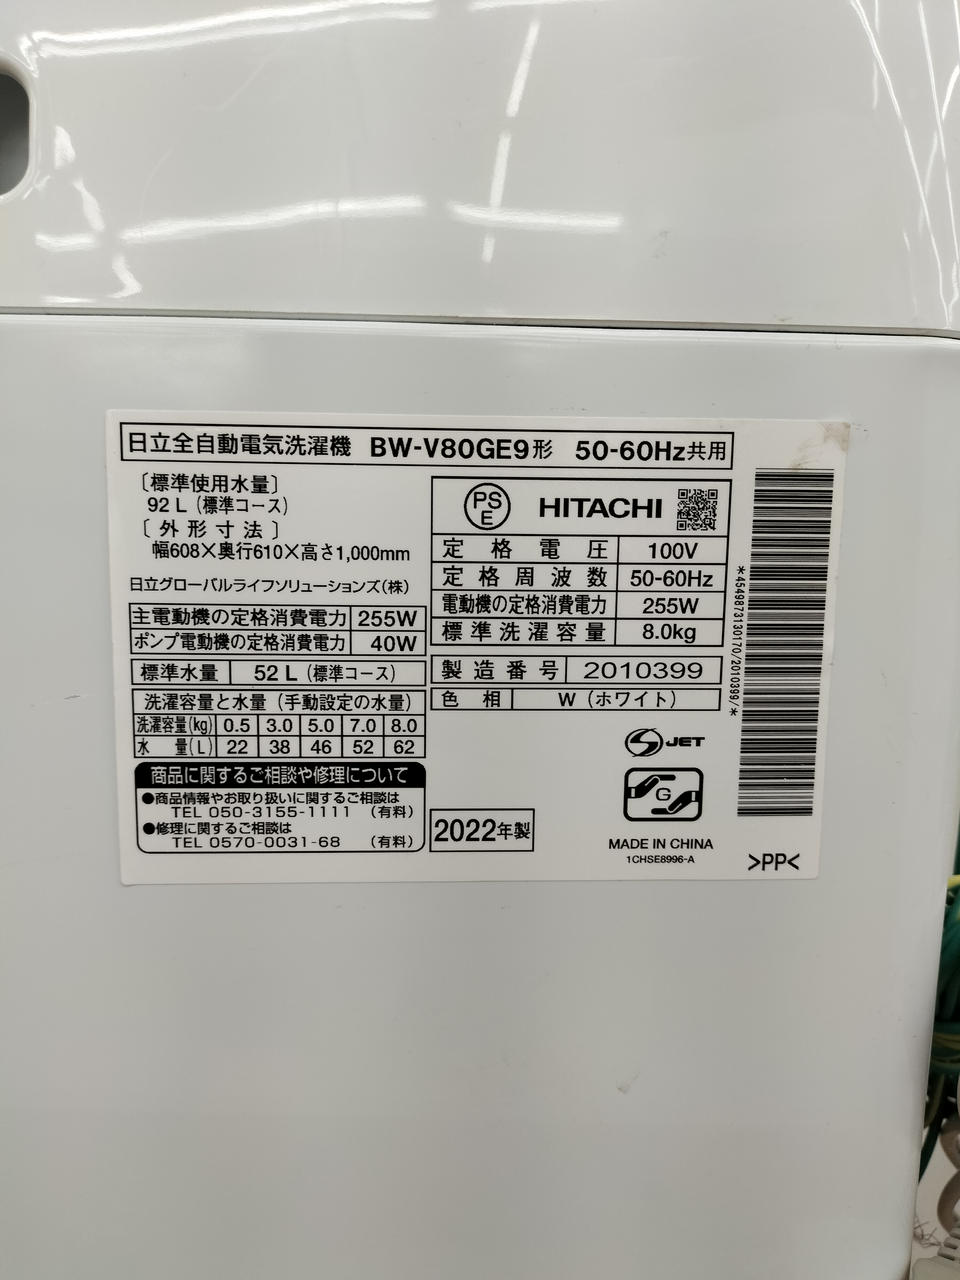 日立全自動電気洗濯機 BW-V80GE9形 50-60Hz共用
〔標準使用水量〕
92 L（標準コース）
〔外形寸法〕
幅608×奥行610×高さ1,000mm
日立グローバルライフソリューションズ（株）
主電動機の定格消費電力 255W
ポンプ電動機の定格消費電力 40W
標準水量 52 L（標準コース）
洗濯容量と水量（手動設定の水量）
洗濯容量(kg) 0.5 3.0 5.0 7.0 8.0
水 量(L) 22 38 46 52 62
商品に関するご相談や修理について
●商品情報やお取り扱いに関するご相談は
TEL 050-3155-1111 （有料）
●修理に関するご相談は
TEL 0570-0031-68 （有料）
PS
E
HITACHI
定格電圧 100V
定格周波数 50-60Hz
電動機の定格消費電力 255W
標準洗濯容量 8.0kg
製造番号 2010399
色相 W（ホワイト）
S JET
G
2022年製
MADE IN CHINA
1CHSE8996-A
>PP<
*4549873130170/2010399/*